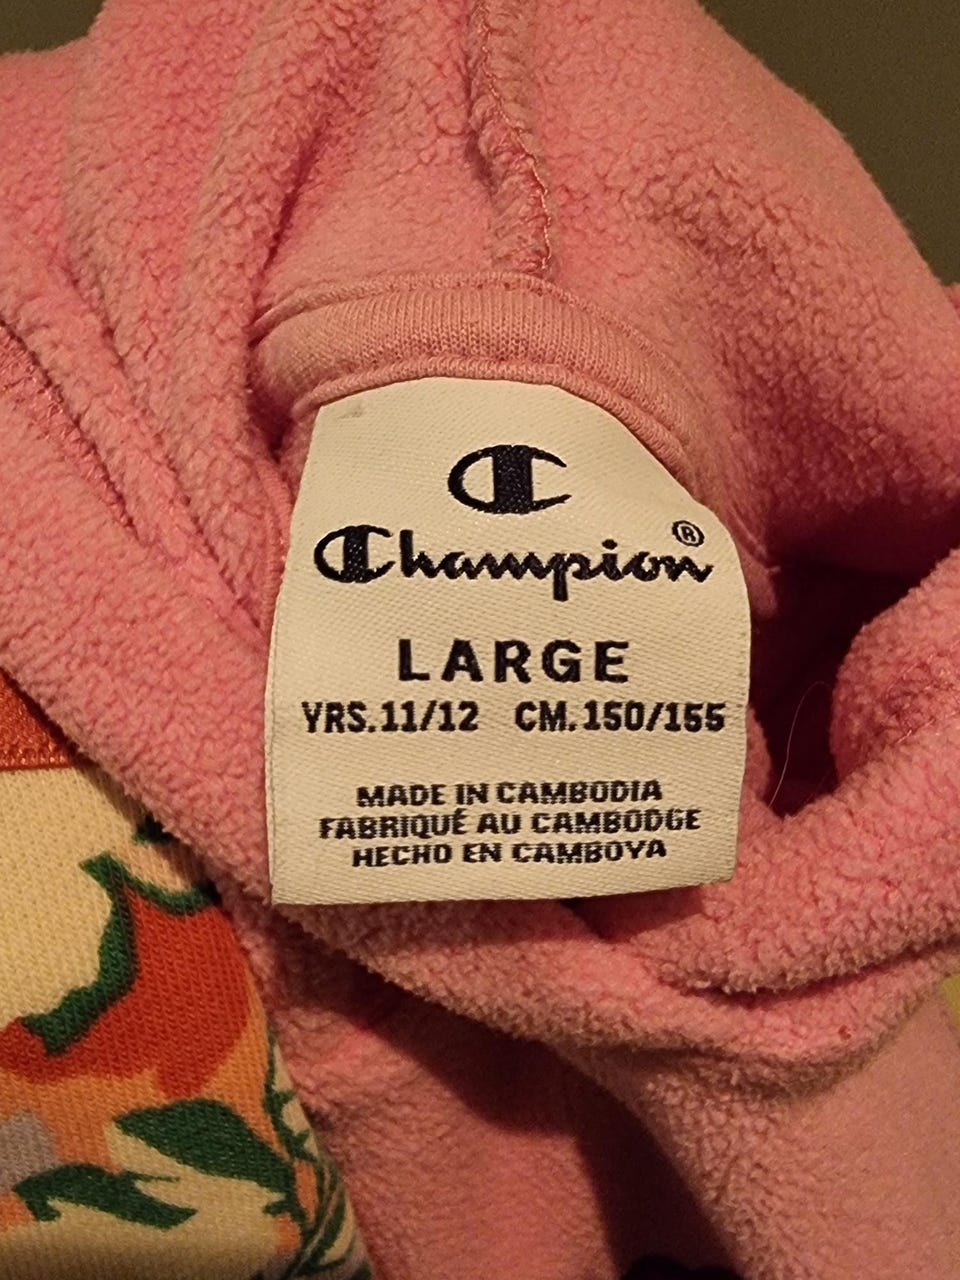 Champion®
LARGE
YRS.11/12 CM.150/155
MADE IN CAMBODIA
FABRIQUÉ AU CAMBODGE
HECHO EN CAMBOYA